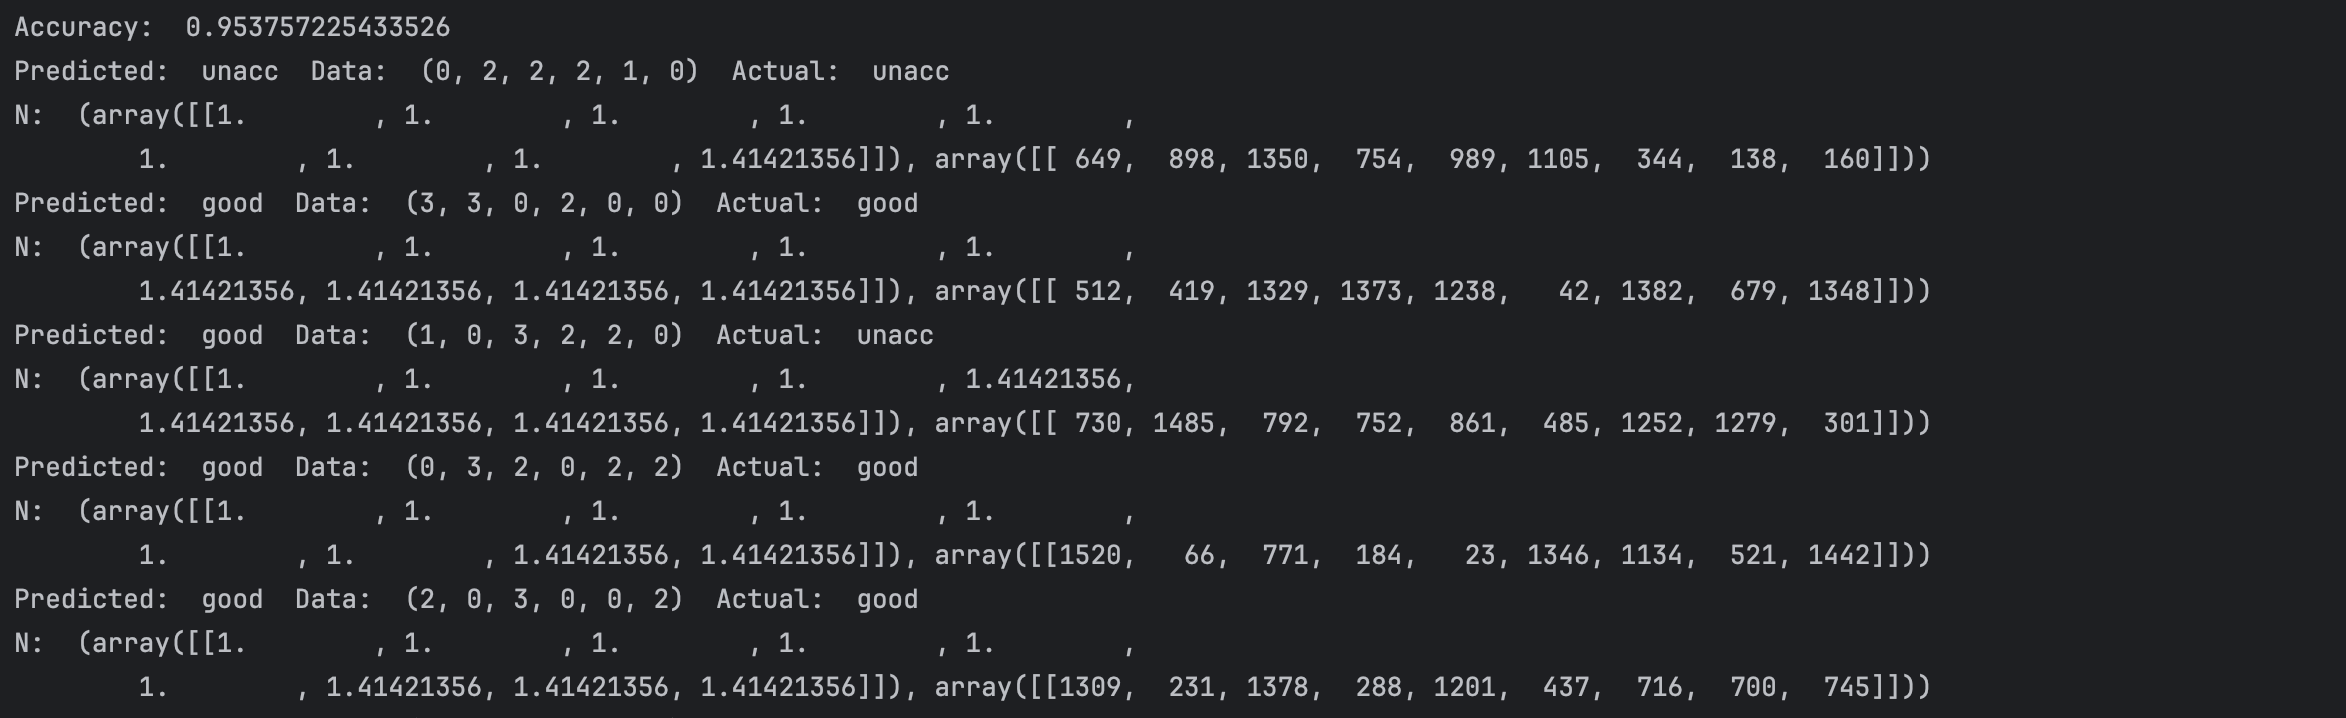 Accuracy:  0.953757225433526
Predicted:  unacc  Data:  (0, 2, 2, 2, 1, 0)  Actual:  unacc
N:  (array([[1.        , 1.        , 1.        , 1.        , 1.        ,
        1.        , 1.        , 1.        , 1.41421356]]), array([[ 649,  898, 1350,  754,  989, 1105,  344,  138,  160]]))
Predicted:  good  Data:  (3, 3, 0, 2, 0, 0)  Actual:  good
N:  (array([[1.        , 1.        , 1.        , 1.        , 1.        ,
        1.41421356, 1.41421356, 1.41421356, 1.41421356]]), array([[ 512,  419, 1329, 1373, 1238,   42, 1382,  679, 1348]]))
Predicted:  good  Data:  (1, 0, 3, 2, 2, 0)  Actual:  unacc
N:  (array([[1.        , 1.        , 1.        , 1.        , 1.41421356,
        1.41421356, 1.41421356, 1.41421356, 1.41421356]]), array([[ 730, 1485,  792,  752,  861,  485, 1252, 1279,  301]]))
Predicted:  good  Data:  (0, 3, 2, 0, 2, 2)  Actual:  good
N:  (array([[1.        , 1.        , 1.        , 1.        , 1.        ,
        1.        , 1.        , 1.41421356, 1.41421356]]), array([[1520,   66,  771,  184,   23, 1346, 1134,  521, 1442]]))
Predicted:  good  Data:  (2, 0, 3, 0, 0, 2)  Actual:  good
N:  (array([[1.        , 1.        , 1.        , 1.        , 1.        ,
        1.        , 1.41421356, 1.41421356, 1.41421356]]), array([[1309,  231, 1378,  288, 1201,  437,  716,  700,  745]]))